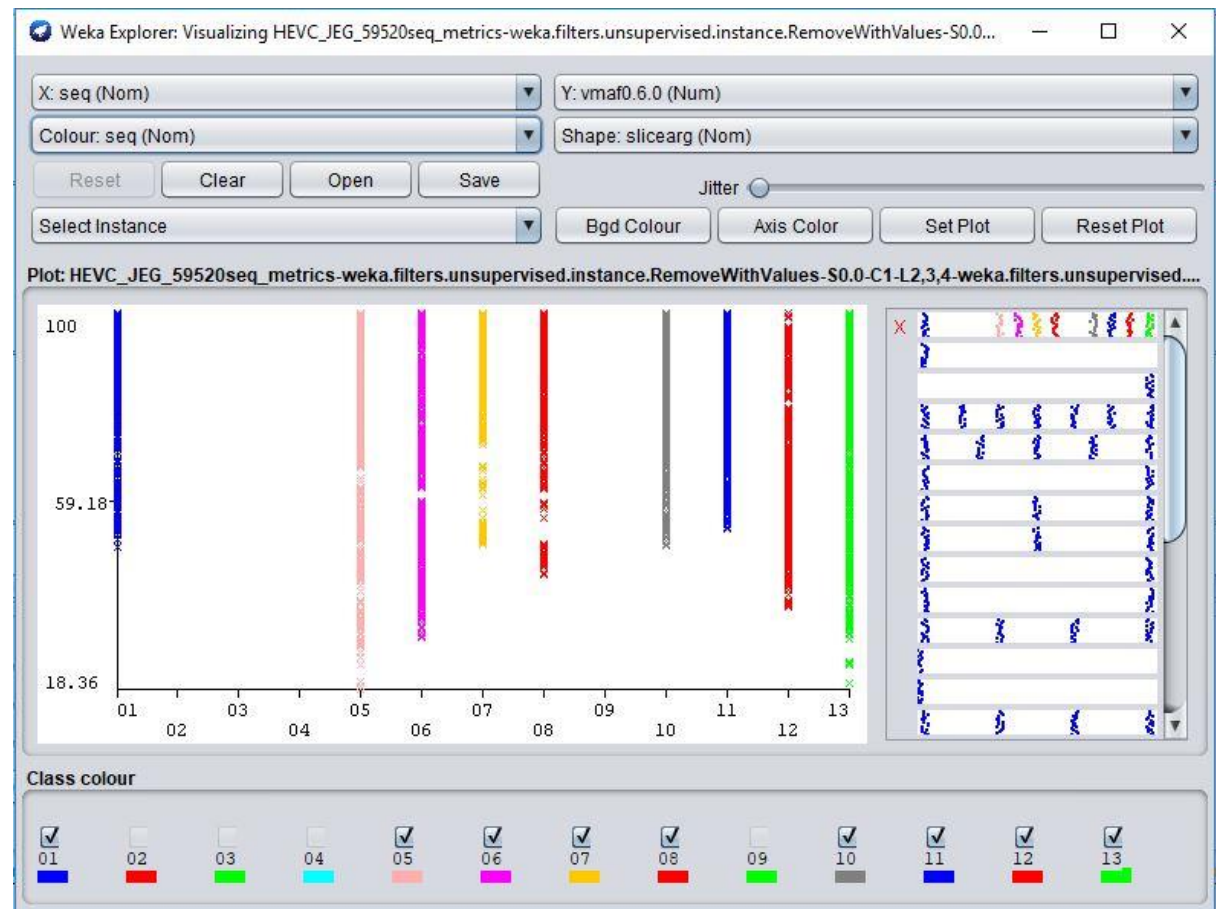 Weka Explorer: Visualizing HEVC_JEG_59520seq_metrics-weka.filters.unsupervised.instance.RemoveWithValues-S0.0...
X: seq (Nom) Y: vmaf0.6.0 (Num)
Colour: seq (Nom) Shape: slicearg (Nom)
Reset Clear Open Save Jitter
Select Instance Bgd Colour Axis Color Set Plot Reset Plot
Plot: HEVC_JEG_59520seq_metrics-weka.filters.unsupervised.instance.RemoveWithValues-S0.0-C1-L2,3,4-weka.filters.unsupervised....
100 X
59.18
18.36
01 03 05 07 09 11 13
02 04 06 08 10 12
Class colour
01 02 03 04 05 06 07 08 09 10 11 12 13